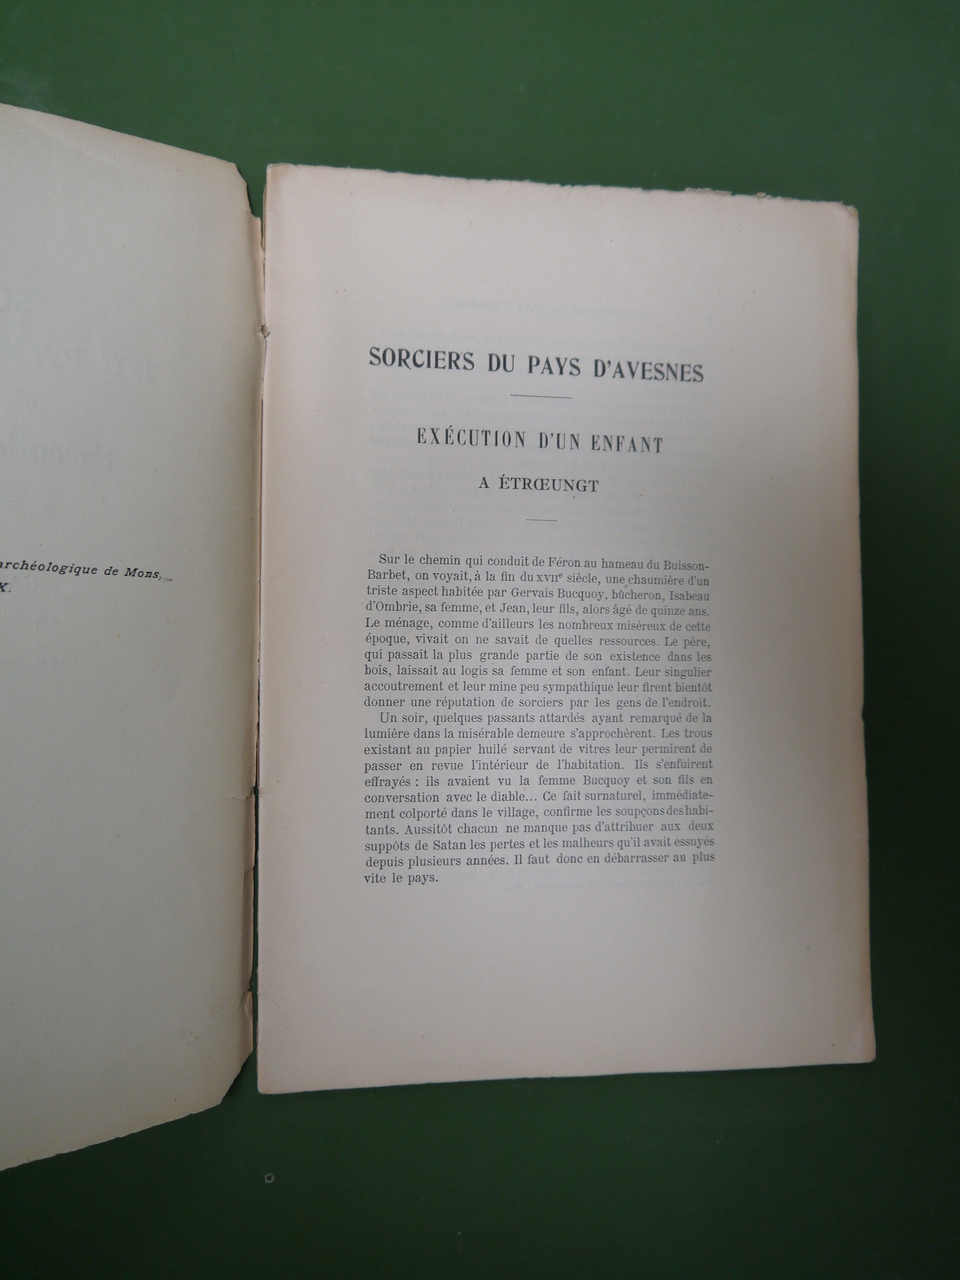 archéologique de Mons,
X.
SORCIERS DU PAYS D'AVESNES
EXÉCUTION D'UN ENFANT
A ÉTRŒUNGT
Sur le chemin qui conduit de Féron au hameau du Buisson-
Barbet, on voyait, à la fin du XVIIe siècle, une chaumière d'un
triste aspect habitée par Gervais Bucquoy, bûcheron, Isabeau
d'Ombrie, sa femme, et Jean, leur fils, alors âgé de quinze ans.
Le ménage, comme d'ailleurs les nombreux miséreux de cette
époque, vivait on ne savait de quelles ressources. Le père,
qui passait la plus grande partie de son existence dans les
bois, laissait au logis sa femme et son enfant. Leur singulier
accoutrement et leur mine peu sympathique leur firent bientôt
donner une réputation de sorciers par les gens de l'endroit.
Un soir, quelques passants attardés ayant remarqué de la
lumière dans la misérable demeure s'approchèrent. Les trous
existant au papier huilé servant de vitres leur permirent de
passer en revue l'intérieur de l'habitation. Ils s'enfuirent
effrayés : ils avaient vu la femme Bucquoy et son fils en
conversation avec le diable... Ce fait surnaturel, immédiate-
ment colporté dans le village, confirme les soupçons des habi-
tants. Aussitôt chacun ne manque pas d'attribuer aux deux
suppôts de Satan les pertes et les malheurs qu'il avait essuyés
depuis plusieurs années. Il faut donc en débarrasser au plus
vite le pays.